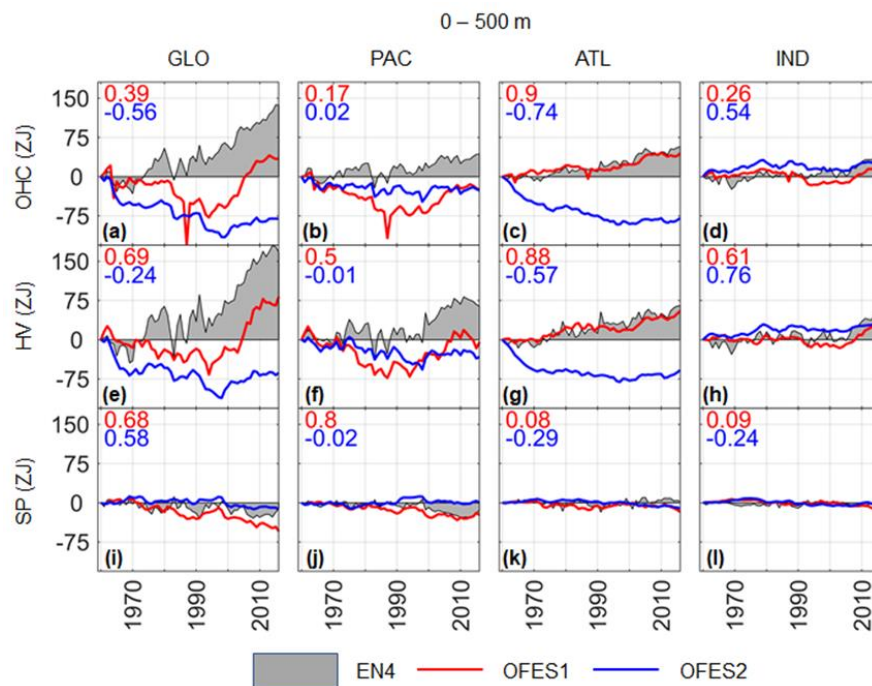 0 – 500 m
GLO PAC ATL IND
OHC (ZJ)
150
75
0
-75
0.39
-0.56
(a)
0.17
0.02
(b)
0.9
-0.74
(c)
0.26
0.54
(d)
HV (ZJ)
150
75
0
-75
0.69
-0.24
(e)
0.5
-0.01
(f)
0.88
-0.57
(g)
0.61
0.76
(h)
SP (ZJ)
150
75
0
-75
0.68
0.58
(i)
0.8
-0.02
(j)
0.08
-0.29
(k)
0.09
-0.24
(l)
1970 1990 2010 1970 1990 2010 1970 1990 2010 1970 1990 2010
EN4 OFES1 OFES2